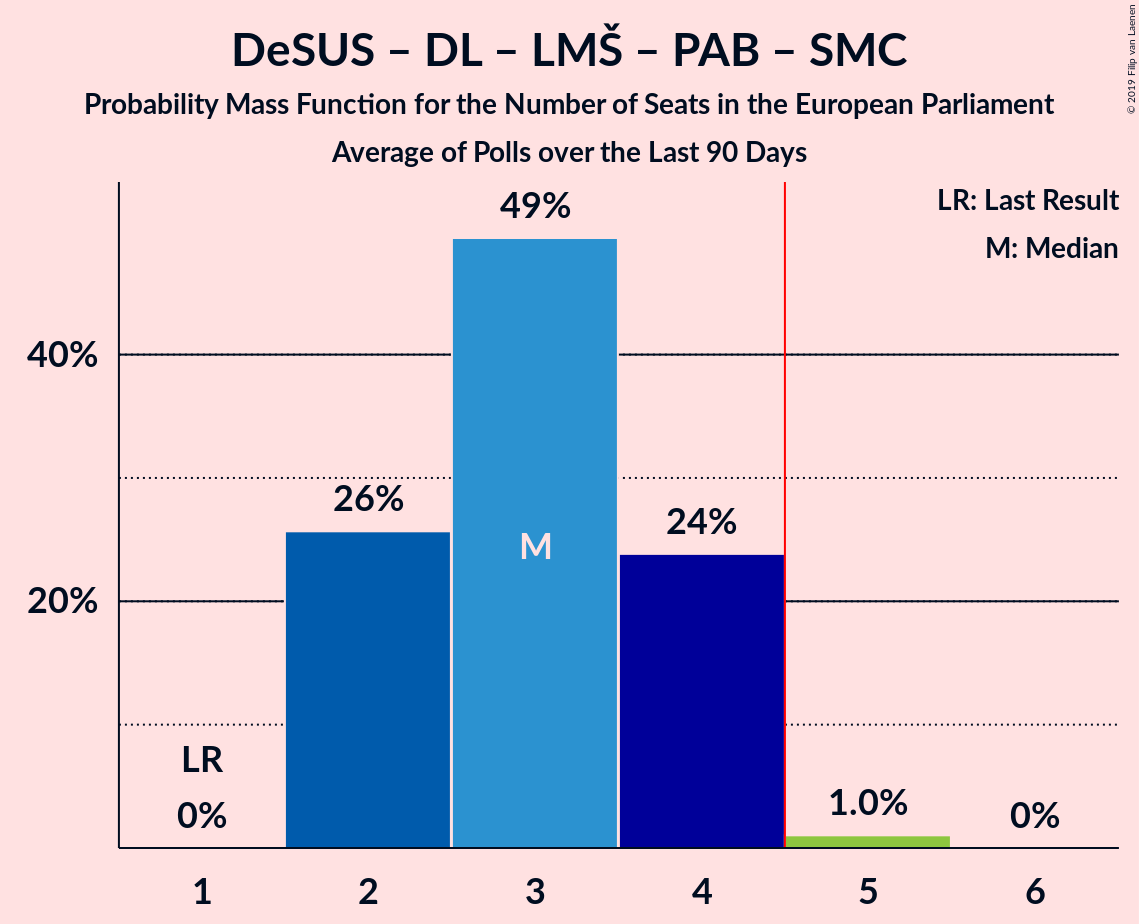 DeSUS – DL – LMŠ – PAB – SMC
Probability Mass Function for the Number of Seats in the European Parliament
Average of Polls over the Last 90 Days
© 2019 Filip van Laenen
LR: Last Result
M: Median
49%
40%
26%
24%
M
20%
LR
0%
1.0%
0%
1 2 3 4 5 6